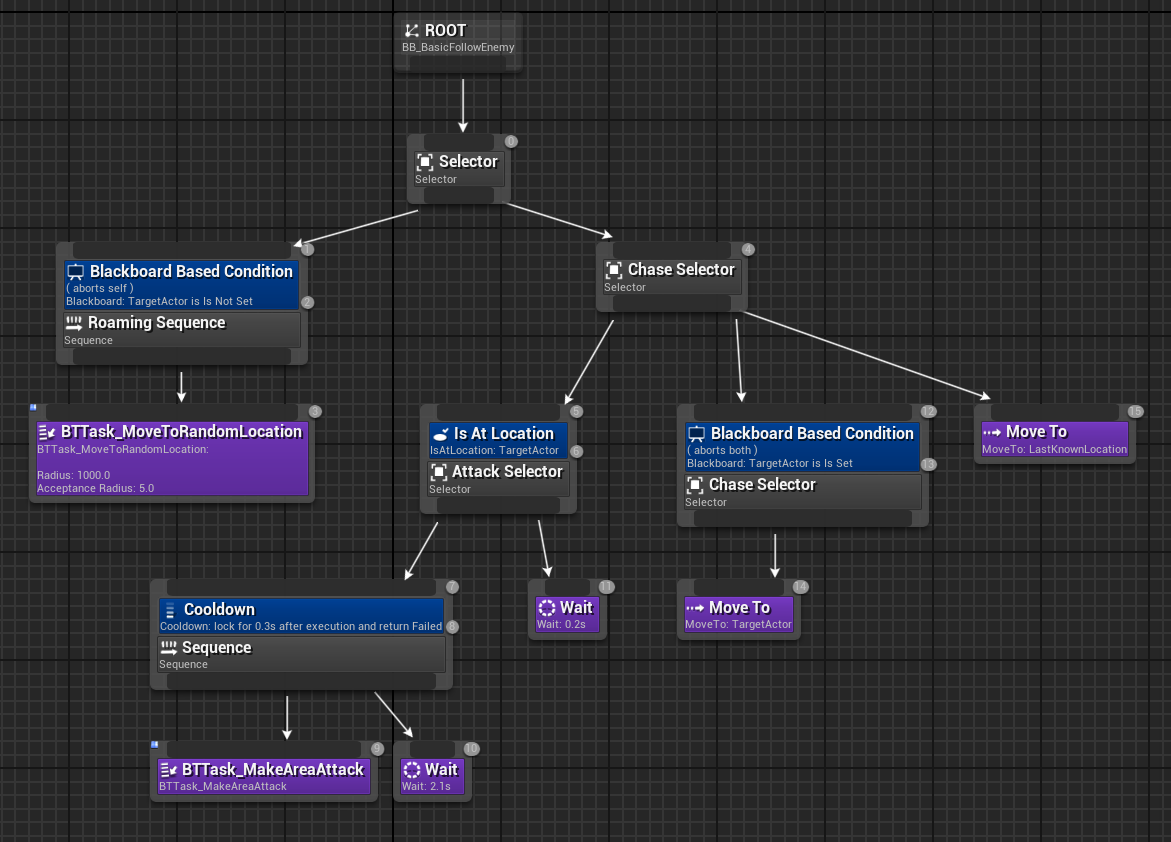 ROOT
BB_BasicFollowEnemy
0
Selector
Selector
1
Blackboard Based Condition
( aborts self )
Blackboard: TargetActor is Is Not Set
2
Roaming Sequence
Sequence
4
Chase Selector
Selector
3
BTTask_MoveToRandomLocation
BTTask_MoveToRandomLocation:
Radius: 1000.0
Acceptance Radius: 5.0
5
Is At Location
IsAtLocation: TargetActor
6
Attack Selector
Selector
12
Blackboard Based Condition
( aborts both )
Blackboard: TargetActor is Is Set
13
Chase Selector
Selector
15
Move To
MoveTo: LastKnownLocation
7
Cooldown
Cooldown: lock for 0.3s after execution and return Failed
8
Sequence
Sequence
11
Wait
Wait: 0.2s
14
Move To
MoveTo: TargetActor
9
BTTask_MakeAreaAttack
BTTask_MakeAreaAttack
10
Wait
Wait: 2.1s